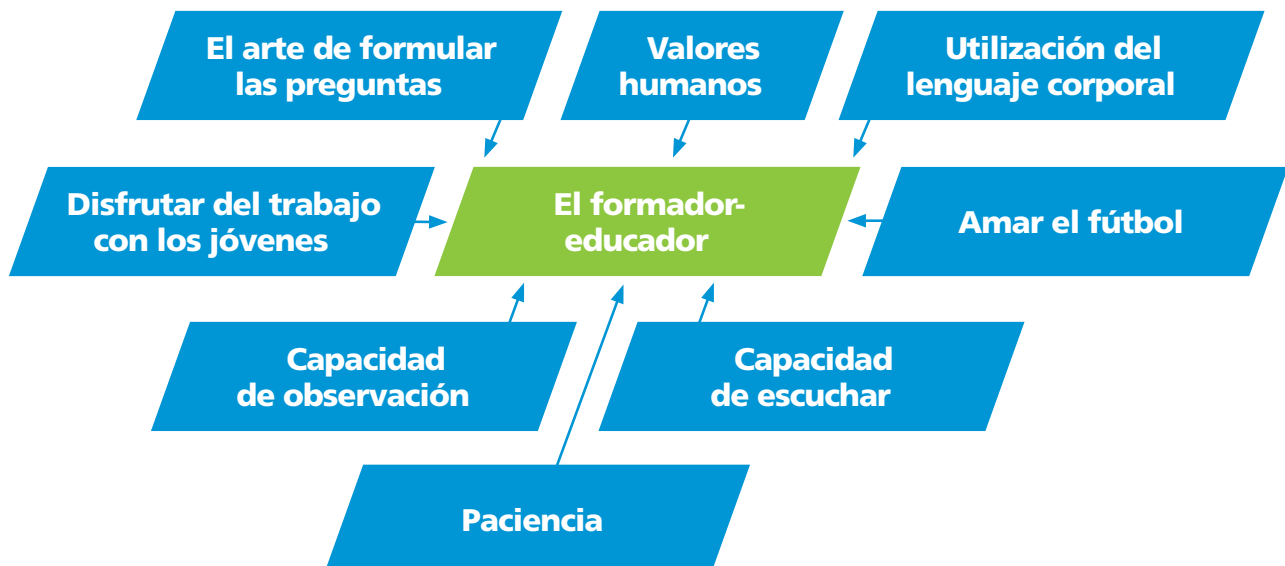 El arte de formular
las preguntas
Valores
humanos
Utilización del
lenguaje corporal
Disfrutar del trabajo
con los jóvenes
El formador-
educador
Amar el fútbol
Capacidad
de observación
Capacidad
de escuchar
Paciencia